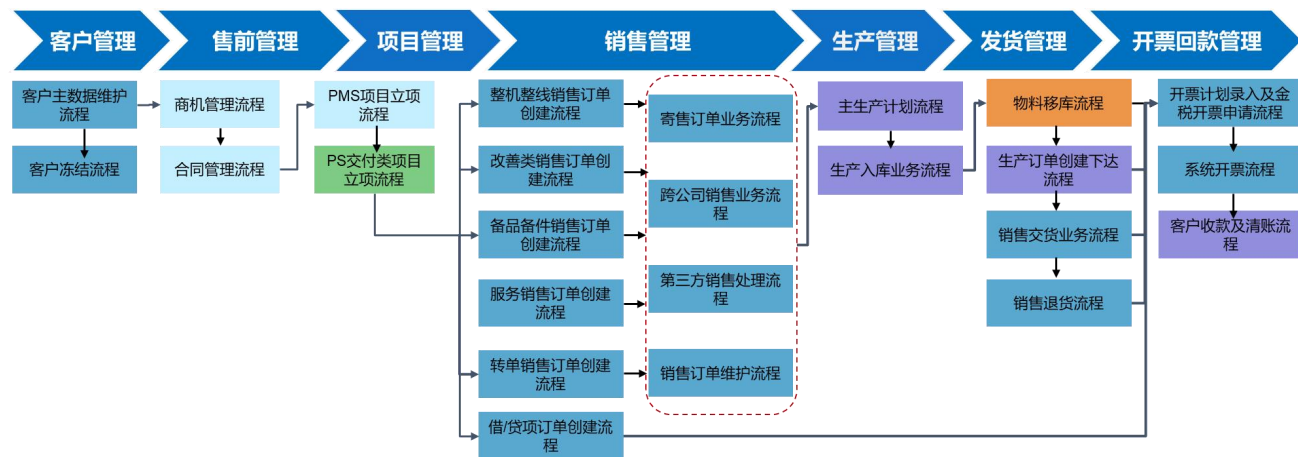 客户管理
售前管理
项目管理
销售管理
生产管理
发货管理
开票回款管理
客户主数据维护
流程
客户冻结流程
商机管理流程
合同管理流程
PMS项目立项
流程
PS交付类项目
立项流程
整机整线销售订单
创建流程
改善类销售订单创
建流程
备品备件销售订单
创建流程
服务销售订单创建
流程
转单销售订单创建
流程
借/贷项订单创建流
程
寄售订单业务流程
跨公司销售业务流
程
第三方销售处理流
程
销售订单维护流程
主生产计划流程
生产入库业务流程
物料移库流程
生产订单创建下达
流程
销售交货业务流程
销售退货流程
开票计划录入及金
税开票申请流程
系统开票流程
客户收款及清账流
程